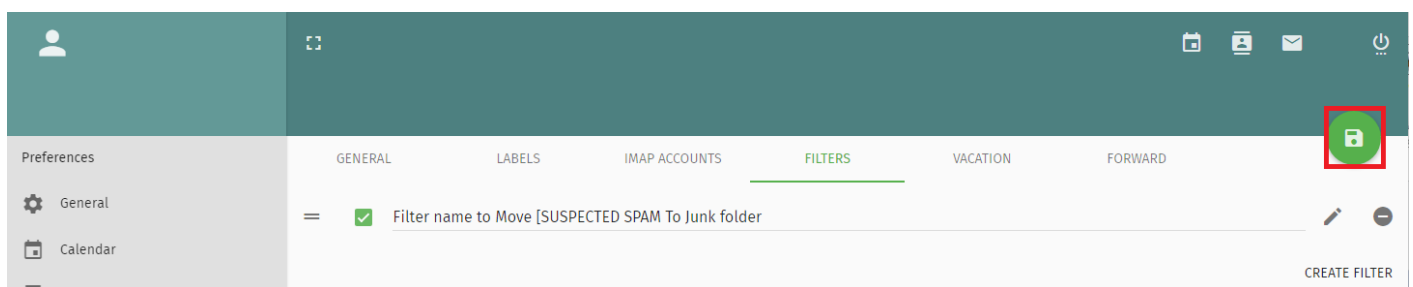 Preferences
GENERAL LABELS IMAP ACCOUNTS FILTERS VACATION FORWARD
General
Filter name to Move [SUSPECTED SPAM To Junk folder
Calendar
CREATE FILTER